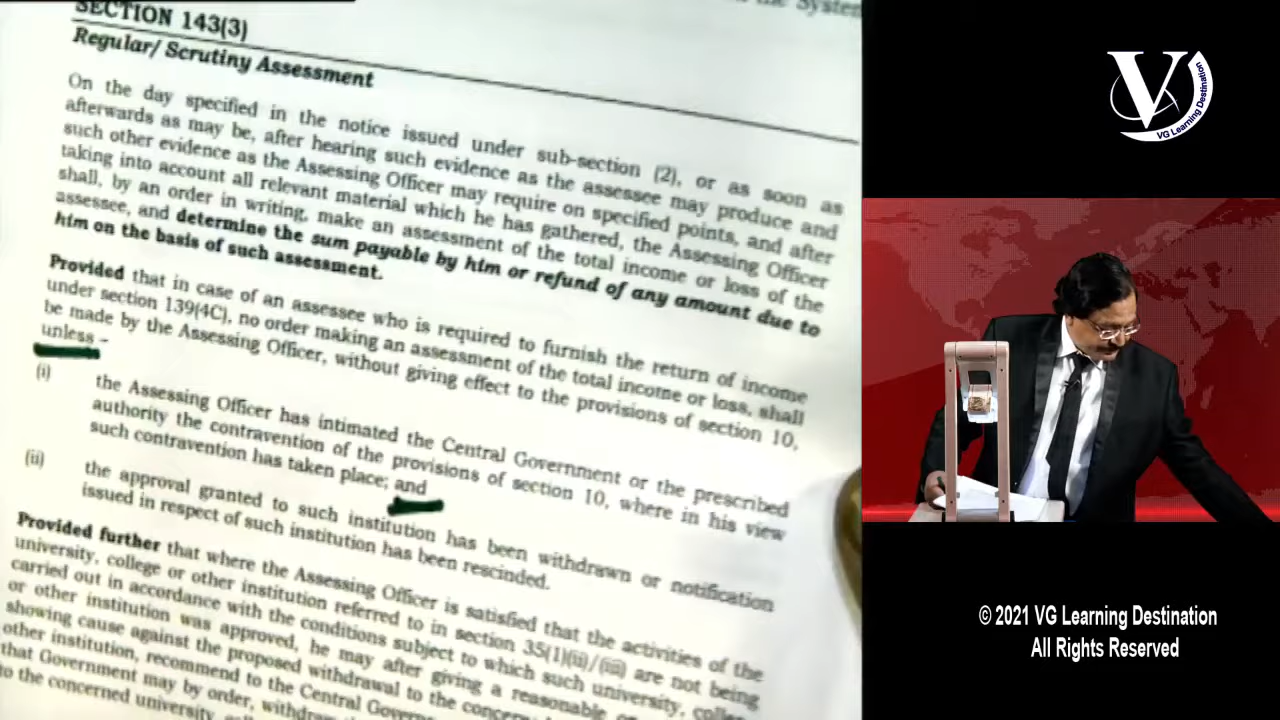 the System
SECTION 143(3)
Regular/ Scrutiny Assessment
On the day specified in the notice issued under sub-section (2), or as soon as
afterwards as may be, after hearing such evidence as the assessee may produce and
such other evidence as the Assessing Officer may require on specified points, and after
taking into account all relevant material which he has gathered, the Assessing Officer
shall, by an order in writing, make an assessment of the total income or loss of the
assessee, and determine the sum payable by him or refund of any amount due to
him on the basis of such assessment.
Provided that in case of an assessee who is required to furnish the return of income
under section 139(4C), no order making an assessment of the total income or loss, shall
be made by the Assessing Officer, without giving effect to the provisions of section 10,
unless –
(i) the Assessing Officer has intimated the Central Government or the prescribed
authority the contravention of the provisions of section 10, where in his view
such contravention has taken place; and
(ii) the approval granted to such institution has been withdrawn or notification
issued in respect of such institution has been rescinded.
Provided further that where the Assessing Officer is satisfied that the activities of the
university, college or other institution referred to in section 35(1)(ii)/(iii) are not being
carried out in accordance with the conditions subject to which such university, college
or other institution was approved, he may after giving a reasonable
showing cause against the proposed withdrawal to the
other institution, recommend to the Central
that Government may by order,
to the concerned university,
V
VG Learning Destination
© 2021 VG Learning Destination
All Rights Reserved